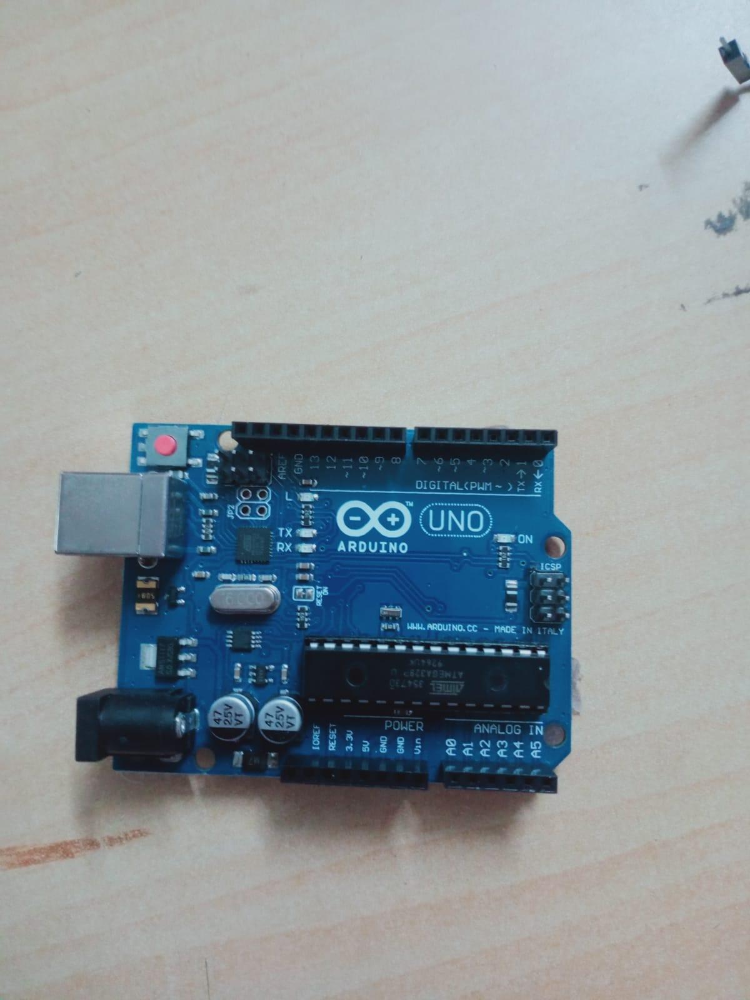 AREF
GND
13
12
~11
~10
~9
8
7
~6
~5
4
~3
2
TX→1
RX←0
DIGITAL(PWM ~ )
L
JP2
TX
RX
TM
UNO
ARDUINO
ON
ICSP
RESET
ON
WWW.ARDUINO.CC - MADE IN ITALY
ATMEL
ATMEGA328P U
47
25V
VT
47
25V
VT
POWER
ANALOG IN
IOREF
RESET
3.3V
5V
GND
GND
Vin
A0
A1
A2
A3
A4
A5